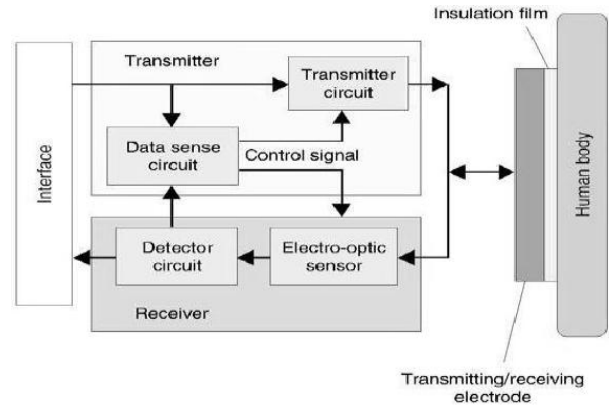 Insulation film
Transmitter
Transmitter
circuit
Data sense
circuit
Control signal
Interface
Human body
Detector
circuit
Electro-optic
sensor
Receiver
Transmitting/receiving
electrode